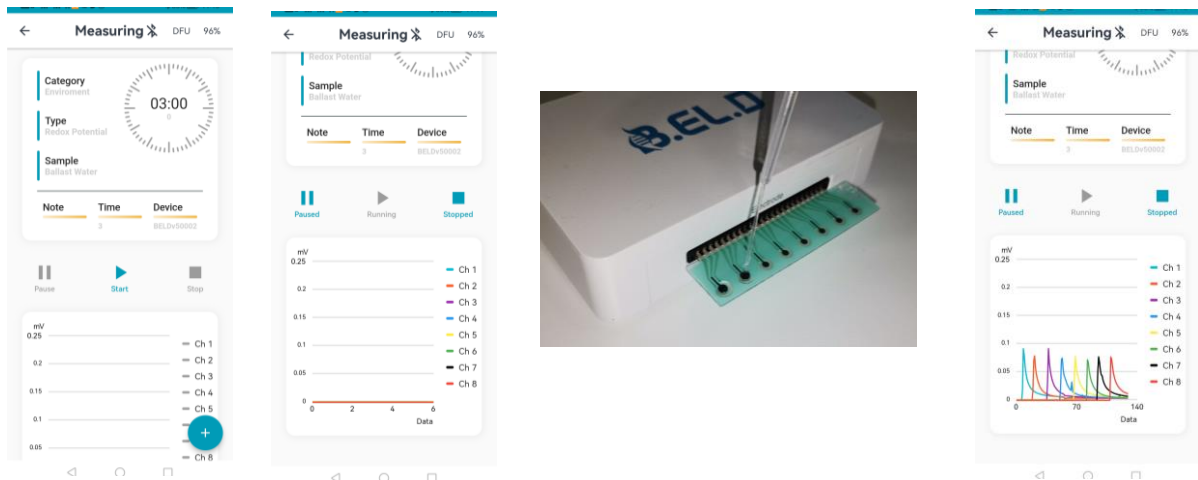 Measuring DFU 96%
Category
Enviroment
Type
Redox Potential
Sample
Ballast Water
03:00
0
Note Time Device
3 BELDv50002
Pause Start Stop
mV
0.25
0.2
0.15
0.1
0.05
Ch 1
Ch 2
Ch 3
Ch 4
Ch 5
Ch 8
+
Measuring DFU 96%
Redox Potential
Sample
Ballast Water
Note Time Device
3 BELDv50002
Paused Running Stopped
mV
0.25
0.2
0.15
0.1
0.05
0
0 2 4 6
Data
Ch 1
Ch 2
Ch 3
Ch 4
Ch 5
Ch 6
Ch 7
Ch 8
B.EL.D
Electrode
Measuring DFU 96%
Redox Potential
Sample
Ballast Water
Note Time Device
3 BELDv50002
Paused Running Stopped
mV
0.25
0.2
0.15
0.1
0.05
0
0 70 140
Data
Ch 1
Ch 2
Ch 3
Ch 4
Ch 5
Ch 6
Ch 7
Ch 8